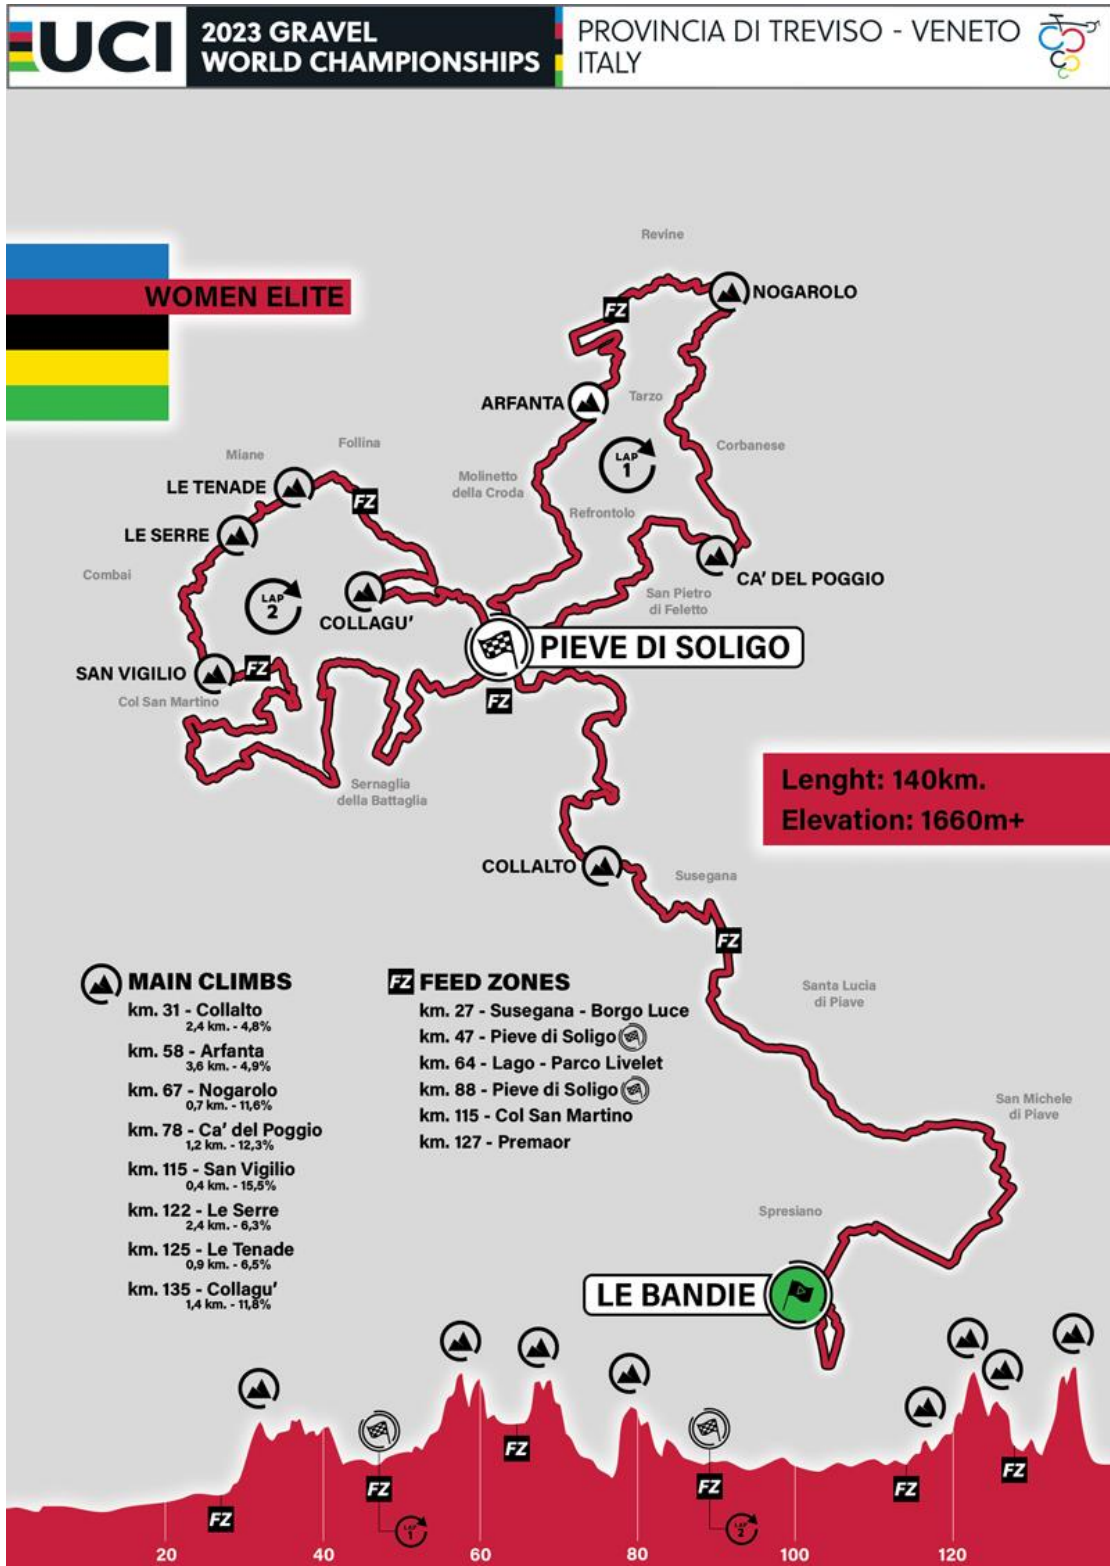 UCI
2023 GRAVEL
WORLD CHAMPIONSHIPS
PROVINCIA DI TREVISO - VENETO
ITALY
WOMEN ELITE
Revine
NOGAROLO
FZ
ARFANTA
Tarzo
Corbanese
LAP
1
Follina
Miane
LE TENADE
FZ
Molinetto
della Croda
Refrontolo
LE SERRE
Combai
LAP
2
COLLAGU'
CA' DEL POGGIO
San Pietro
di Feletto
PIEVE DI SOLIGO
SAN VIGILIO
FZ
Col San Martino
FZ
Sernaglia
della Battaglia
Lenght: 140km.
Elevation: 1660m+
COLLALTO
Susegana
FZ
Santa Lucia
di Piave
San Michele
di Piave
Spresiano
LE BANDIE
MAIN CLIMBS
km. 31 - Collalto
2,4 km. - 4,8%
km. 58 - Arfanta
3,6 km. - 4,9%
km. 67 - Nogarolo
0,7 km. - 11,6%
km. 78 - Ca' del Poggio
1,2 km. - 12,3%
km. 115 - San Vigilio
0,4 km. - 15,5%
km. 122 - Le Serre
2,4 km. - 6,3%
km. 125 - Le Tenade
0,9 km. - 6,5%
km. 135 - Collagu'
1,4 km. - 11,8%
FZ FEED ZONES
km. 27 - Susegana - Borgo Luce
km. 47 - Pieve di Soligo
km. 64 - Lago - Parco Livelet
km. 88 - Pieve di Soligo
km. 115 - Col San Martino
km. 127 - Premaor
FZ
FZ
FZ
FZ
FZ
FZ
LAP
1
LAP
2
20
40
60
80
100
120